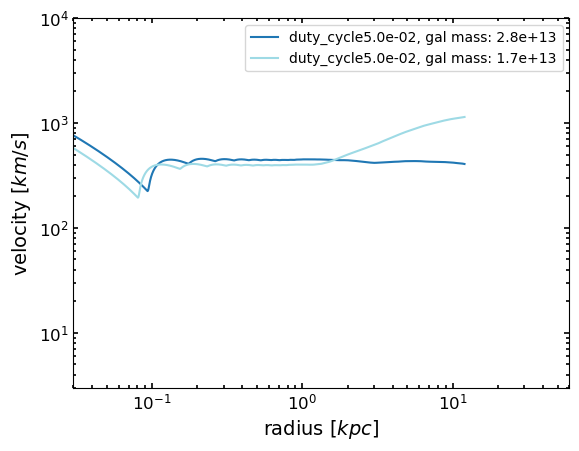 10^4
duty_cycle5.0e-02, gal mass: 2.8e+13
duty_cycle5.0e-02, gal mass: 1.7e+13
10^3
velocity [km/s]
10^2
10^1
10^-1 10^0 10^1
radius [kpc]